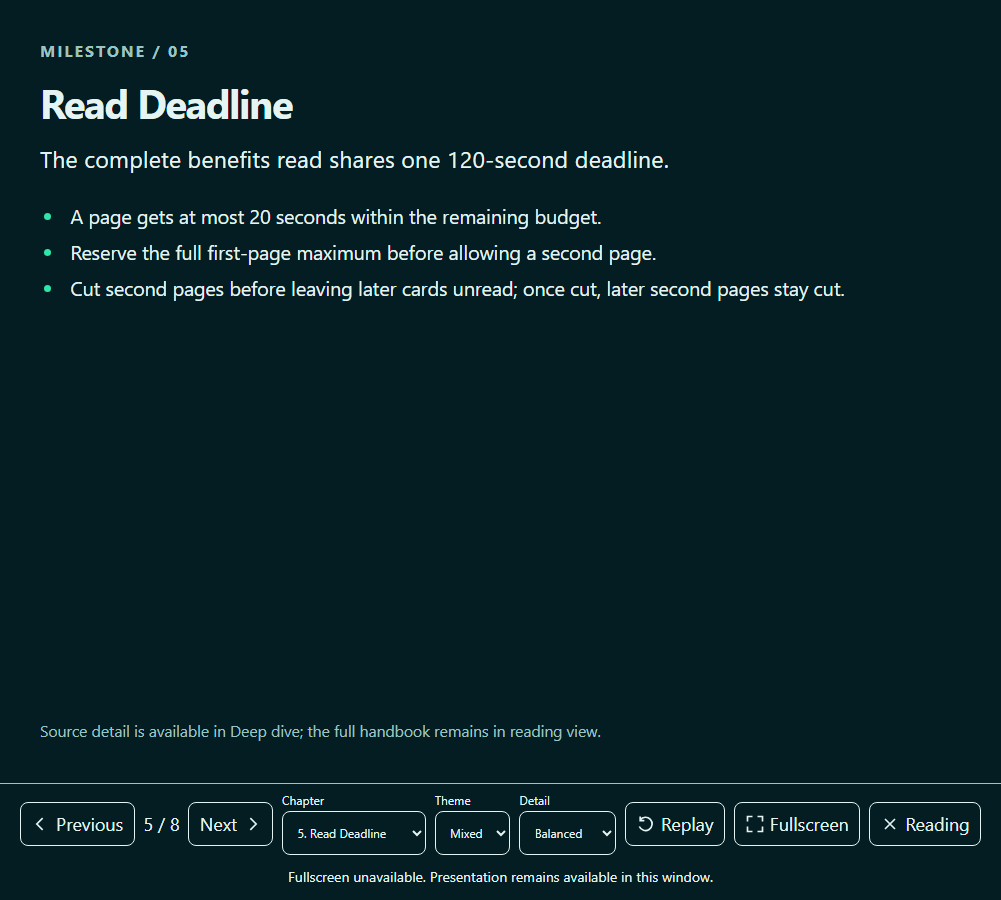 MILESTONE / 05
Read Deadline
The complete benefits read shares one 120-second deadline.
A page gets at most 20 seconds within the remaining budget.
Reserve the full first-page maximum before allowing a second page.
Cut second pages before leaving later cards unread; once cut, later second pages stay cut.
Source detail is available in Deep dive; the full handbook remains in reading view.
Chapter Theme Detail
Previous 5 / 8 Next 5. Read Deadline Mixed Balanced Replay Fullscreen Reading
Fullscreen unavailable. Presentation remains available in this window.